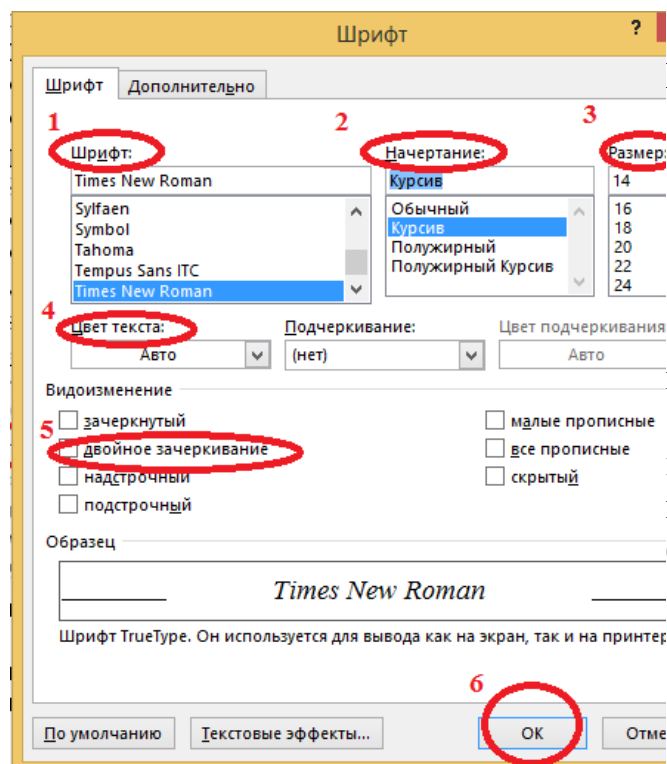 Шрифт ?
Шрифт Дополнительно
1 2 3
Шрифт: Начертание: Размер:
Times New Roman Курсив 14
Sylfaen Обычный 16
Symbol Курсив 18
Tahoma Полужирный 20
Tempus Sans ITC Полужирный Курсив 22
Times New Roman 24
4
Цвет текста: Подчеркивание: Цвет подчеркивания
Авто (нет) Авто
Видоизменение
5
зачеркнутый малые прописные
двойное зачеркивание все прописные
надстрочный скрытый
подстрочный
Образец
Times New Roman
Шрифт TrueType. Он используется для вывода как на экран, так и на принтер
6
По умолчанию Текстовые эффекты... ОК Отме